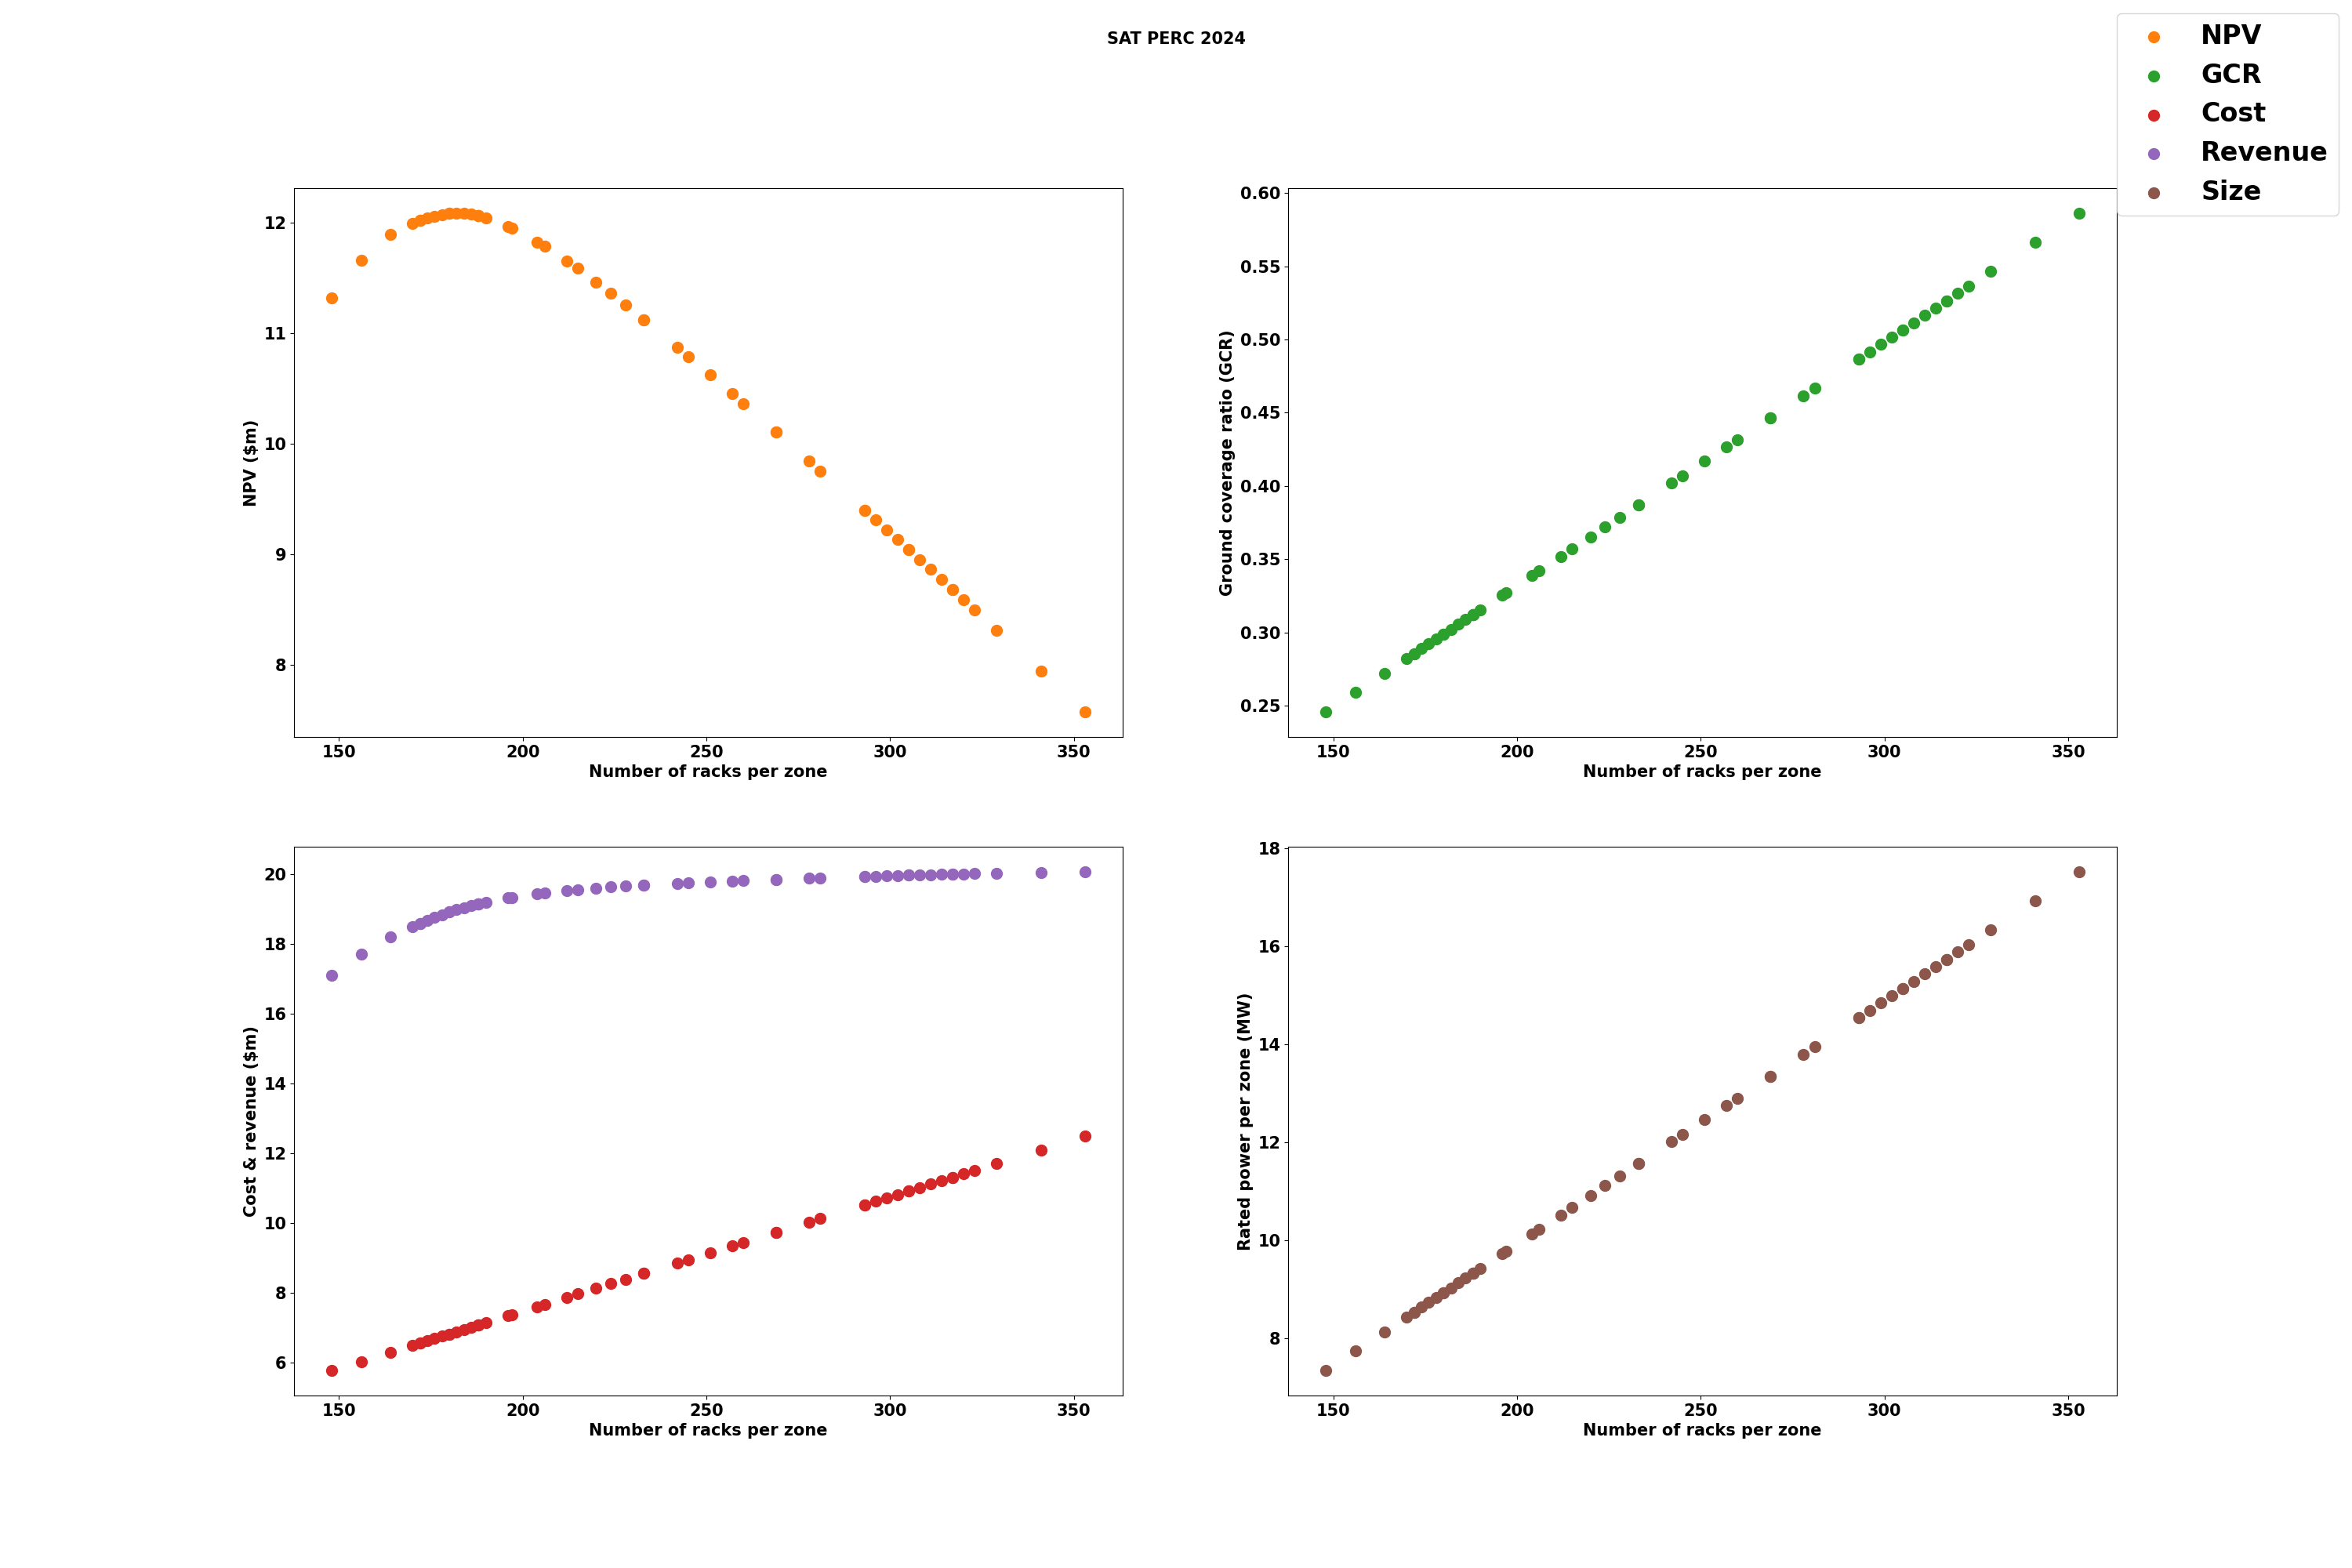 SAT PERC 2024
NPV
GCR
Cost
Revenue
Size
12
11
10
9
8
NPV ($m)
150 200 250 300 350
Number of racks per zone
0.60
0.55
0.50
0.45
0.40
0.35
0.30
0.25
Ground coverage ratio (GCR)
150 200 250 300 350
Number of racks per zone
20
18
16
14
12
10
8
6
Cost & revenue ($m)
150 200 250 300 350
Number of racks per zone
18
16
14
12
10
8
Rated power per zone (MW)
150 200 250 300 350
Number of racks per zone